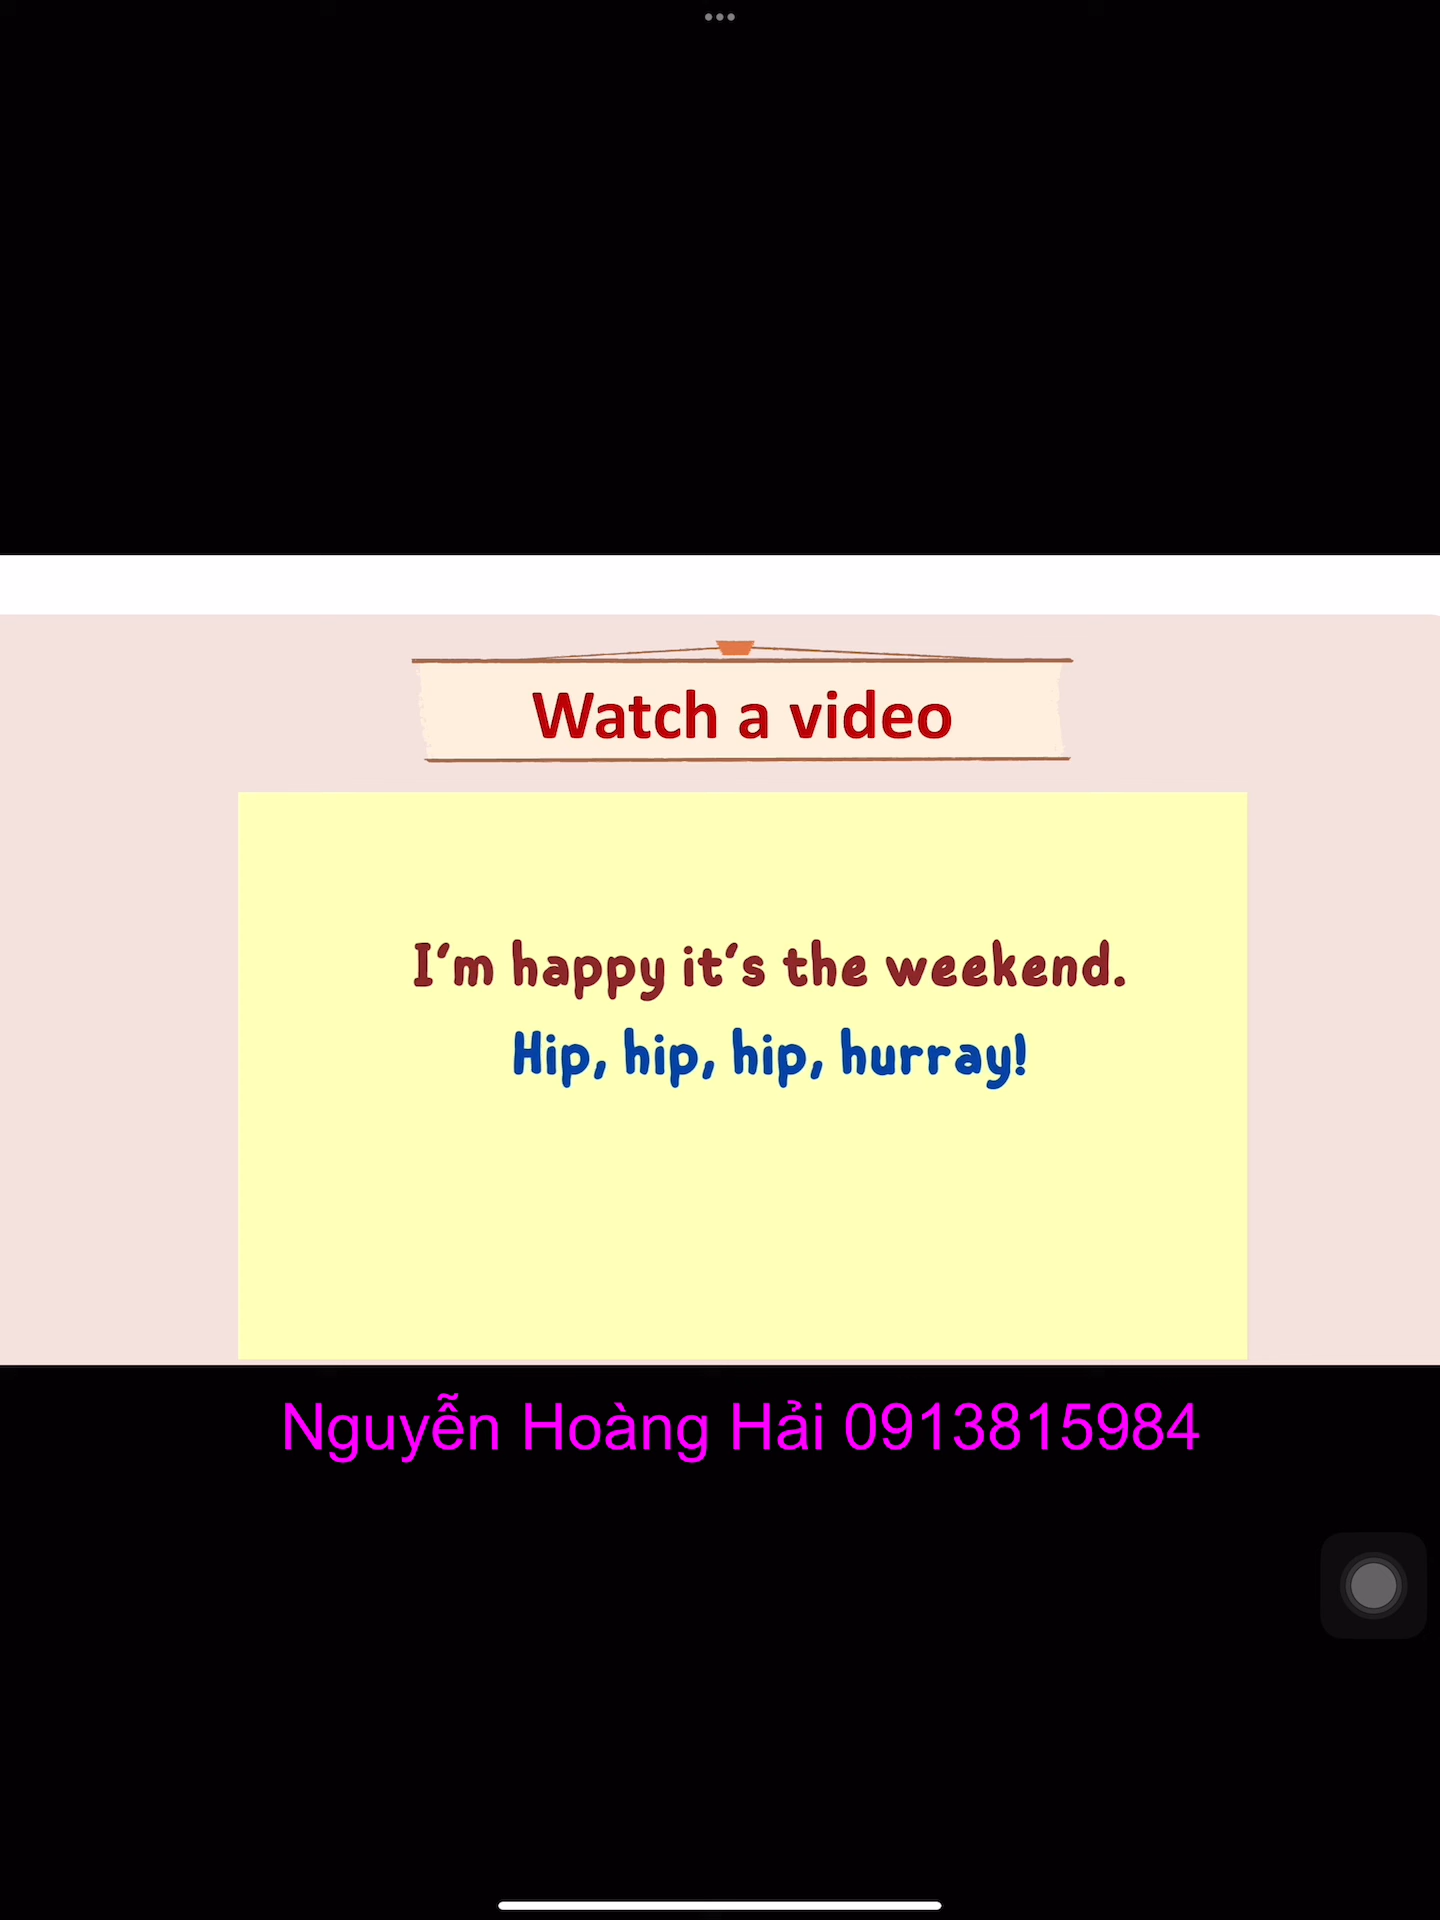 Watch a video
I'm happy it's the weekend.
Hip, hip, hip, hurray!
Nguyễn Hoàng Hải 0913815984